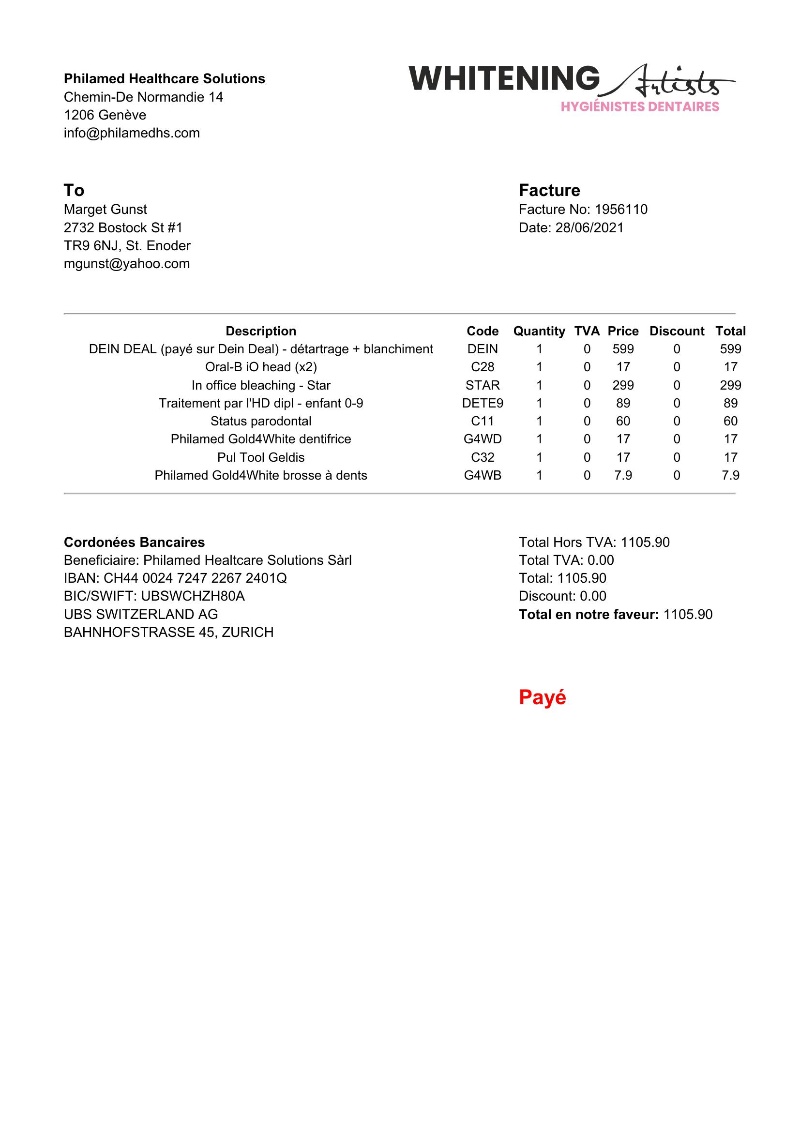 Philamed Healthcare Solutions
Chemin-De Normandie 14
1206 Genève
info@philamedhs.com
WHITENING Artists
HYGIÉNISTES DENTAIRES
To
Marget Gunst
2732 Bostock St #1
TR9 6NJ, St. Enoder
mgunst@yahoo.com
Facture
Facture No: 1956110
Date: 28/06/2021
Description Code Quantity TVA Price Discount Total
DEIN DEAL (payé sur Dein Deal) - détartrage + blanchiment DEIN 1 0 599 0 599
Oral-B iO head (x2) C28 1 0 17 0 17
In office bleaching - Star STAR 1 0 299 0 299
Traitement par l'HD dipl - enfant 0-9 DETE9 1 0 89 0 89
Status parodontal C11 1 0 60 0 60
Philamed Gold4White dentifrice G4WD 1 0 17 0 17
Pul Tool Geldis C32 1 0 17 0 17
Philamed Gold4White brosse à dents G4WB 1 0 7.9 0 7.9
Cordonées Bancaires
Beneficiaire: Philamed Healtcare Solutions Sàrl
IBAN: CH44 0024 7247 2267 2401Q
BIC/SWIFT: UBSWCHZH80A
UBS SWITZERLAND AG
BAHNHOFSTRASSE 45, ZURICH
Total Hors TVA: 1105.90
Total TVA: 0.00
Total: 1105.90
Discount: 0.00
Total en notre faveur: 1105.90
Payé